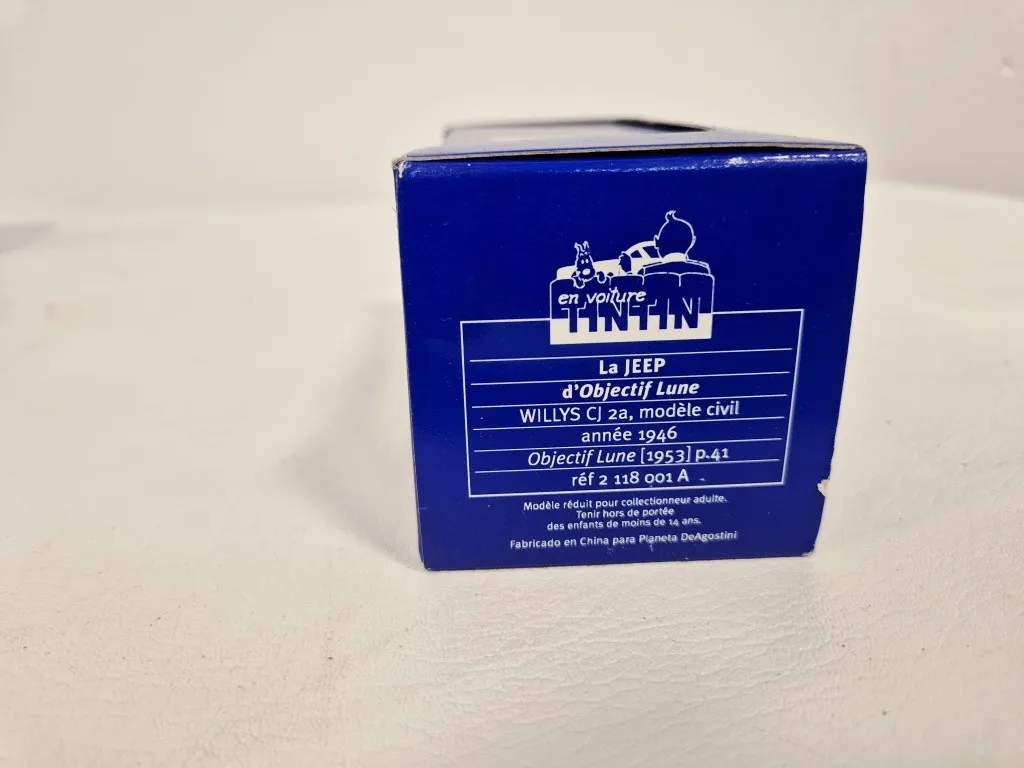 en voiture
TINTIN
La JEEP
d'Objectif Lune
WILLYS CJ 2a, modèle civil
année 1946
Objectif Lune [1953] p.41
réf 2 118 001 A
Modèle réduit pour collectionneur adulte.
Tenir hors de portée
des enfants de moins de 14 ans.
Fabricado en China para Planeta DeAgostini